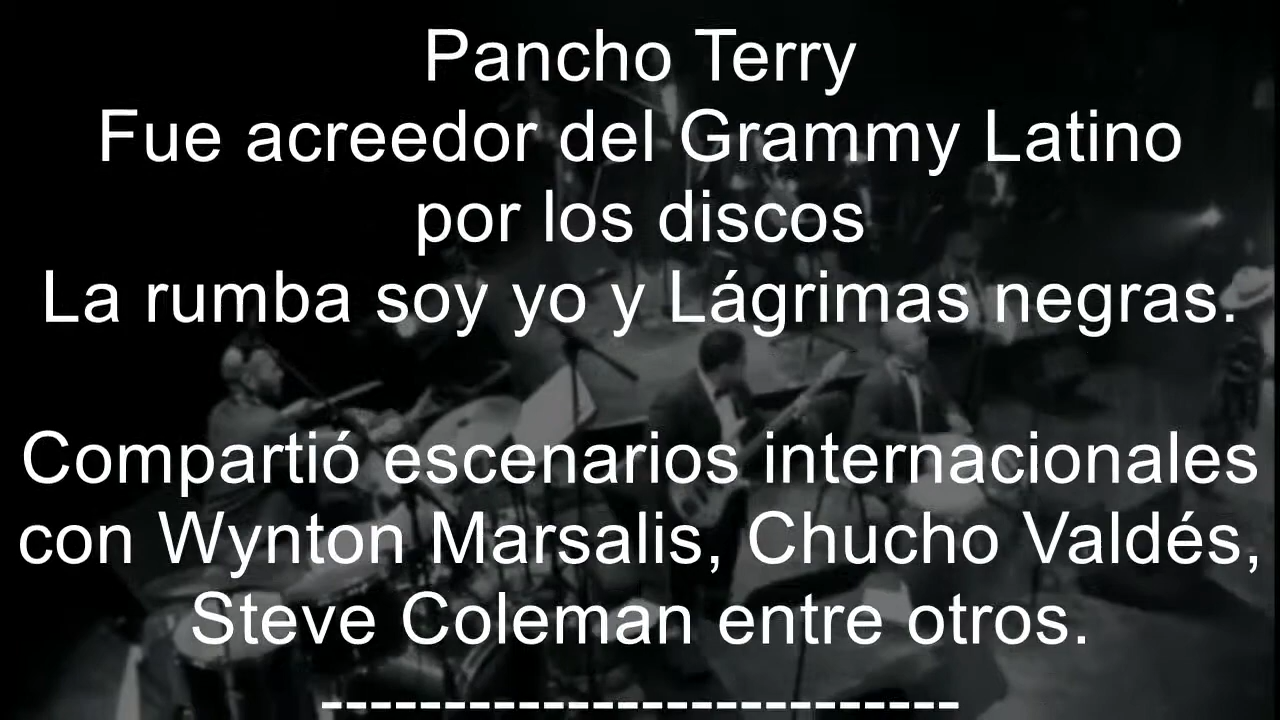 Pancho Terry
Fue acreedor del Grammy Latino
por los discos
La rumba soy yo y Lágrimas negras.
Compartió escenarios internacionales
con Wynton Marsalis, Chucho Valdés,
Steve Coleman entre otros.
--------------------------